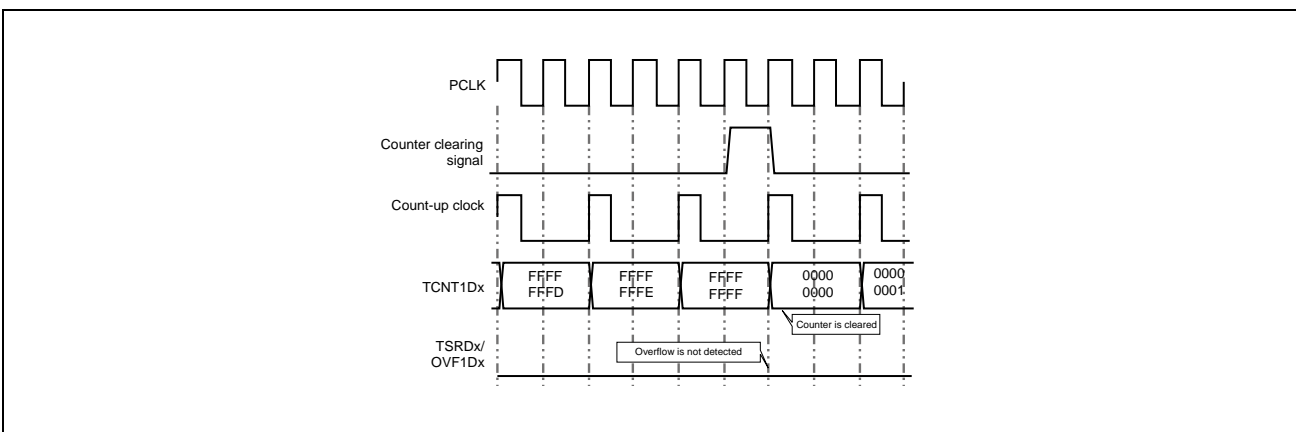 PCLK
Counter clearing
signal
Count-up clock
TCNT1Dx
FFFF
FFFD
FFFF
FFFE
FFFF
FFFF
0000
0000
0000
0001
Counter is cleared
TSRDx/
OVF1Dx
Overflow is not detected